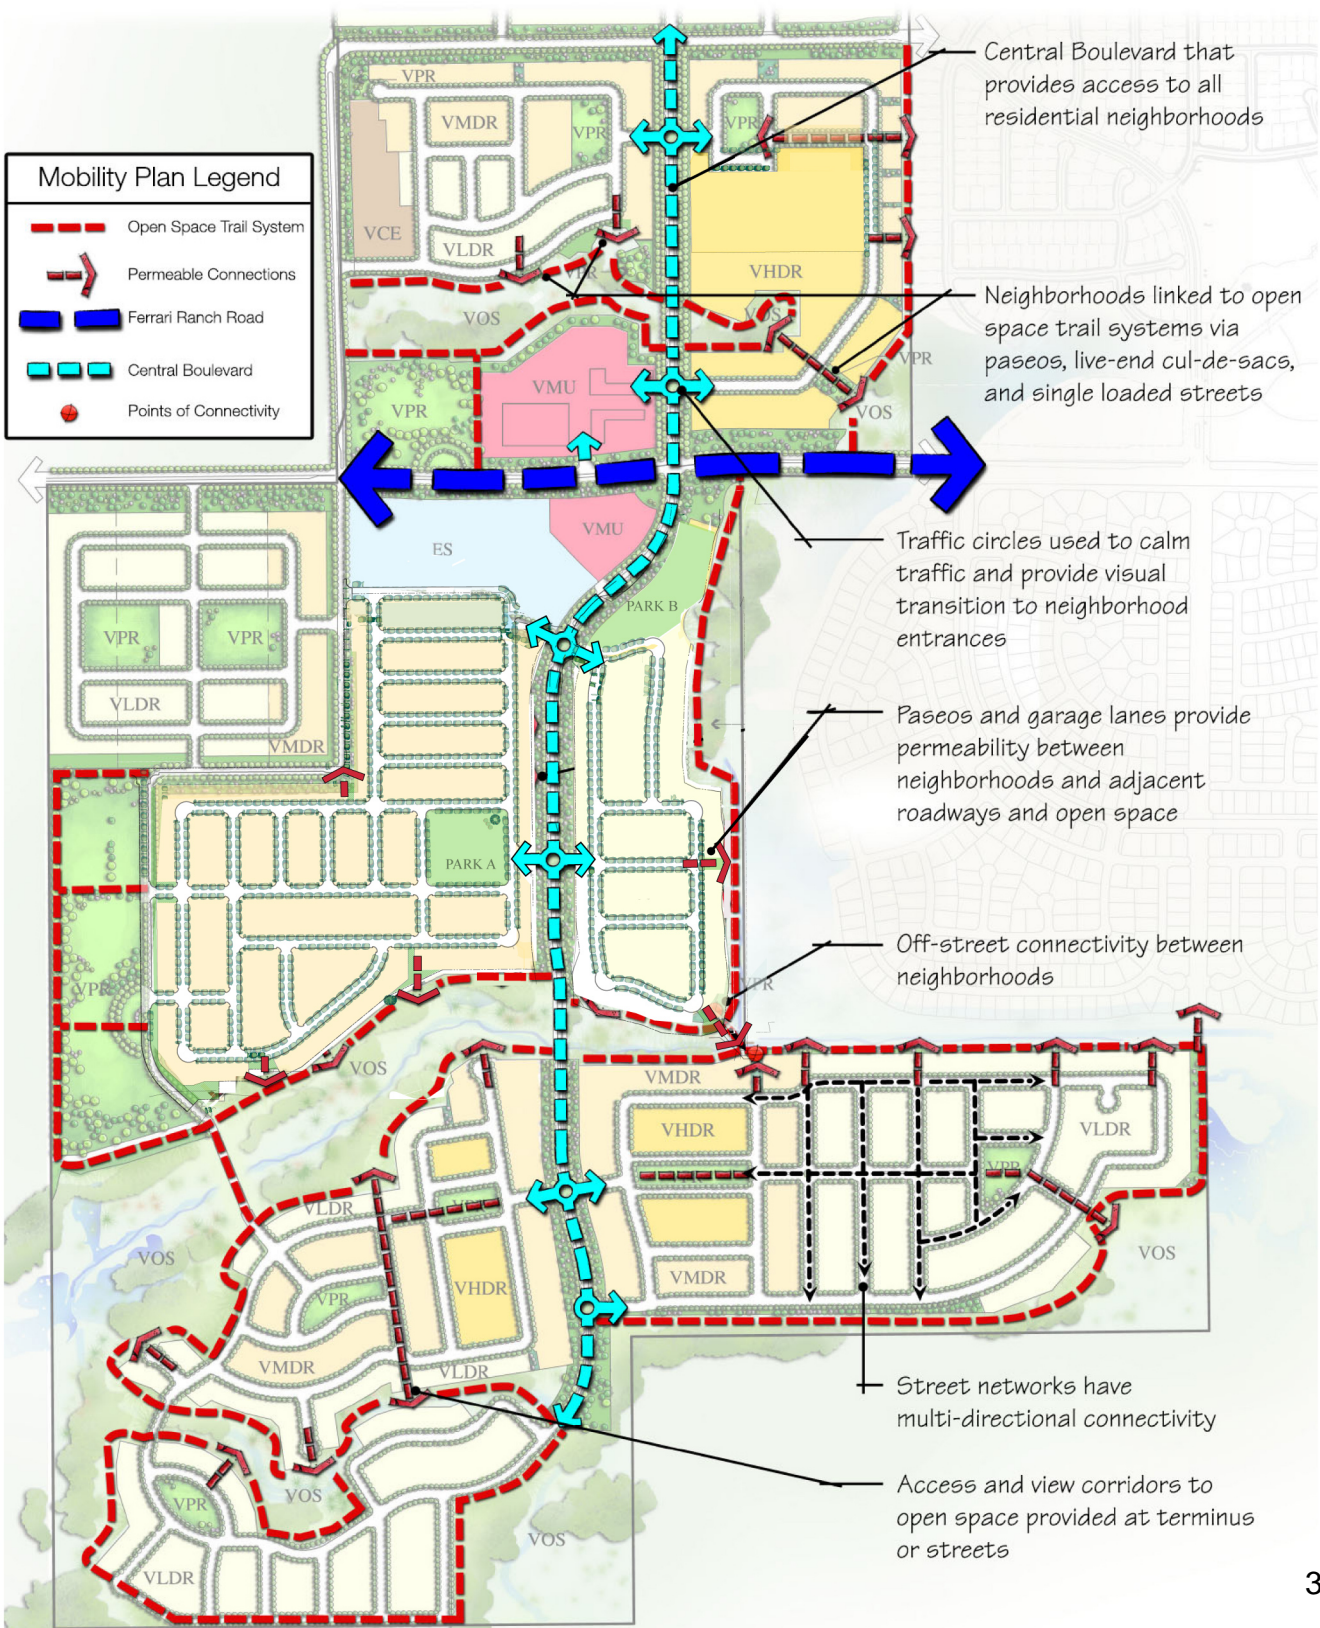 Central Boulevard that
provides access to all
residential neighborhoods
Mobility Plan Legend
Open Space Trail System
Permeable Connections
Ferrari Ranch Road
Central Boulevard
Points of Connectivity
VPR
VMDR
VPR
VPR
VCE
VLDR
VHDR
VPR
VOS
VOS
Neighborhoods linked to open
space trail systems via
paseos, live-end cul-de-sacs,
and single loaded streets
VPR
VMU
VPR
VOS
ES
VMU
Traffic circles used to calm
traffic and provide visual
transition to neighborhood
entrances
PARK B
VPR
VPR
VLDR
VMDR
Paseos and garage lanes provide
permeability between
neighborhoods and adjacent
roadways and open space
PARK A
Off-street connectivity between
neighborhoods
VPR
VPR
VOS
VMDR
VHDR
VLDR
VPR
VLDR
VOS
VOS
VHDR
VMDR
VPR
VMDR
VLDR
Street networks have
multi-directional connectivity
Access and view corridors to
open space provided at terminus
or streets
VPR
VOS
VOS
VLDR
3